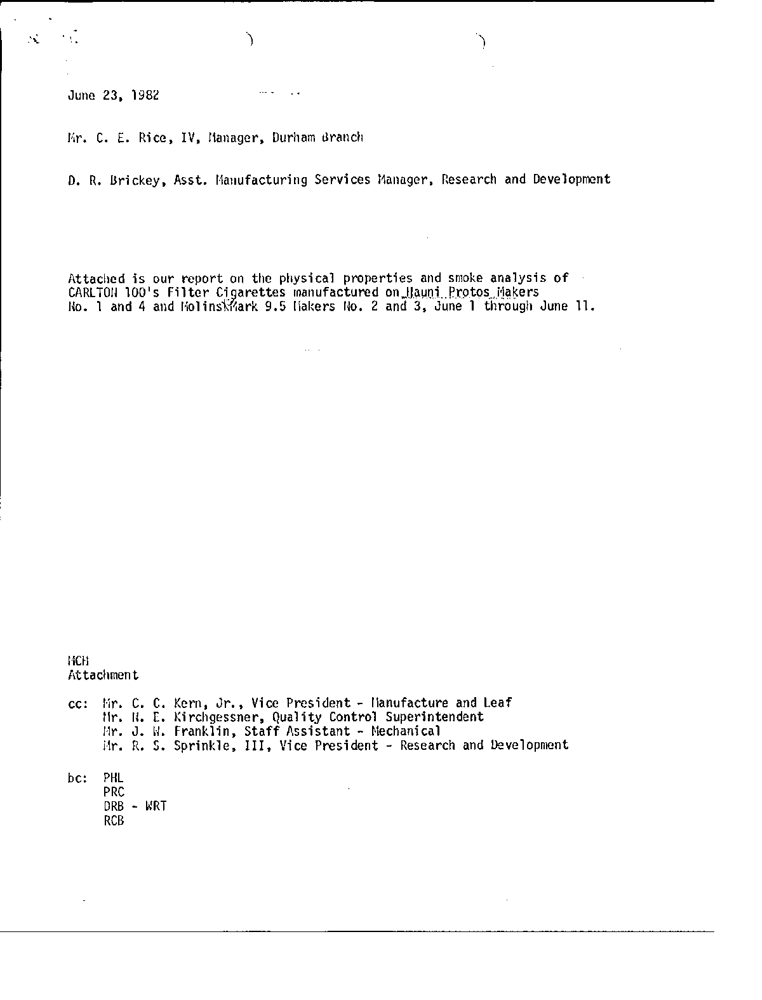 June 23, 1982
Mr. C. E. Rice, IV, Manager, Durham Branch
D. R. Brickey, Asst. Manufacturing Services Manager, Research and Development
Attached is our report on the physical properties and smoke analysis of
CARLTON 100's Filter Cigarettes manufactured on Hauni Protos Makers
No. 1 and 4 and Molins Mark 9.5 Makers No. 2 and 3, June 1 through June 11.
MCH
Attachment
cc: Mr. C. C. Kern, Jr., Vice President - Manufacture and Leaf
Mr. H. E. Kirchgessner, Quality Control Superintendent
Mr. J. W. Franklin, Staff Assistant - Mechanical
Mr. R. S. Sprinkle, III, Vice President - Research and Development
bc: PHL
PRC
DRB - WRT
RCB